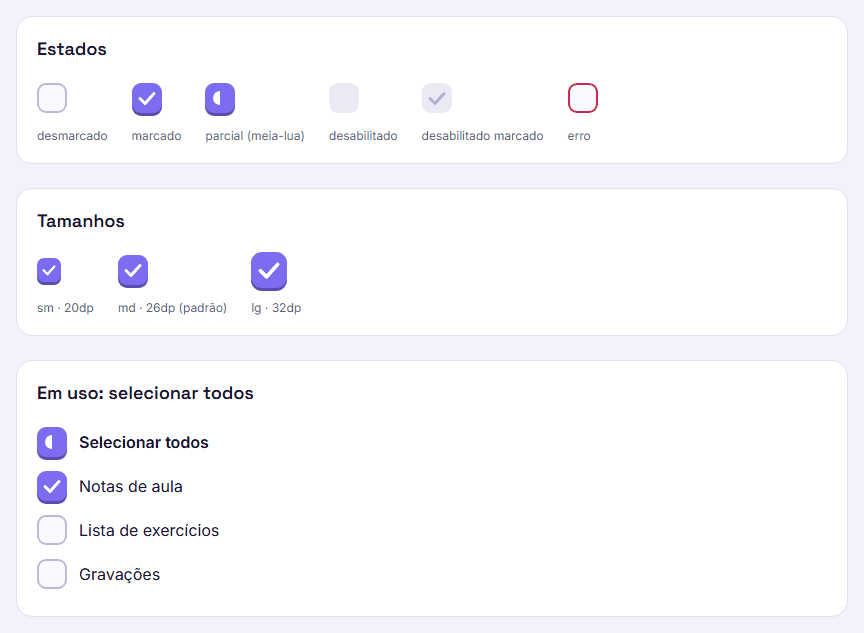 Estados
desmarcado
marcado
parcial (meia-lua)
desabilitado
desabilitado marcado
erro
Tamanhos
sm · 20dp
md · 26dp (padrão)
lg · 32dp
Em uso: selecionar todos
Selecionar todos
Notas de aula
Lista de exercícios
Gravações